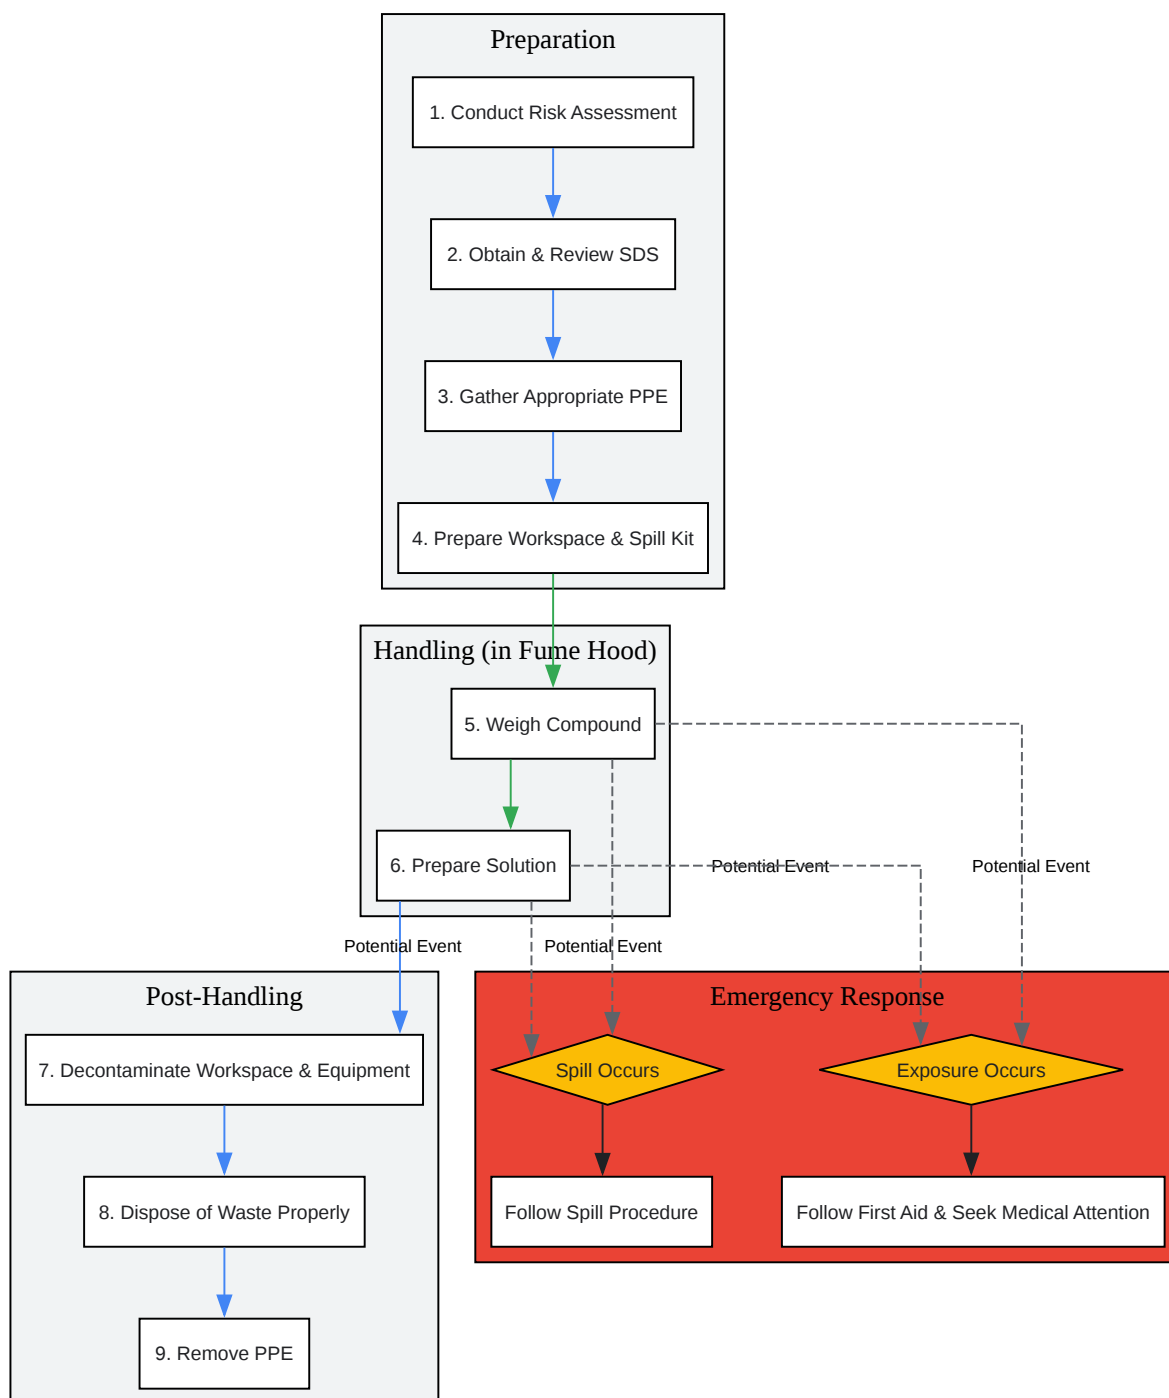 Preparation
1. Conduct Risk Assessment
2. Obtain & Review SDS
3. Gather Appropriate PPE
4. Prepare Workspace & Spill Kit
Handling (in Fume Hood)
5. Weigh Compound
6. Prepare Solution
Potential Event
Potential Event
Potential Event
Potential Event
Post-Handling
7. Decontaminate Workspace & Equipment
8. Dispose of Waste Properly
9. Remove PPE
Emergency Response
Spill Occurs
Exposure Occurs
Follow Spill Procedure
Follow First Aid & Seek Medical Attention